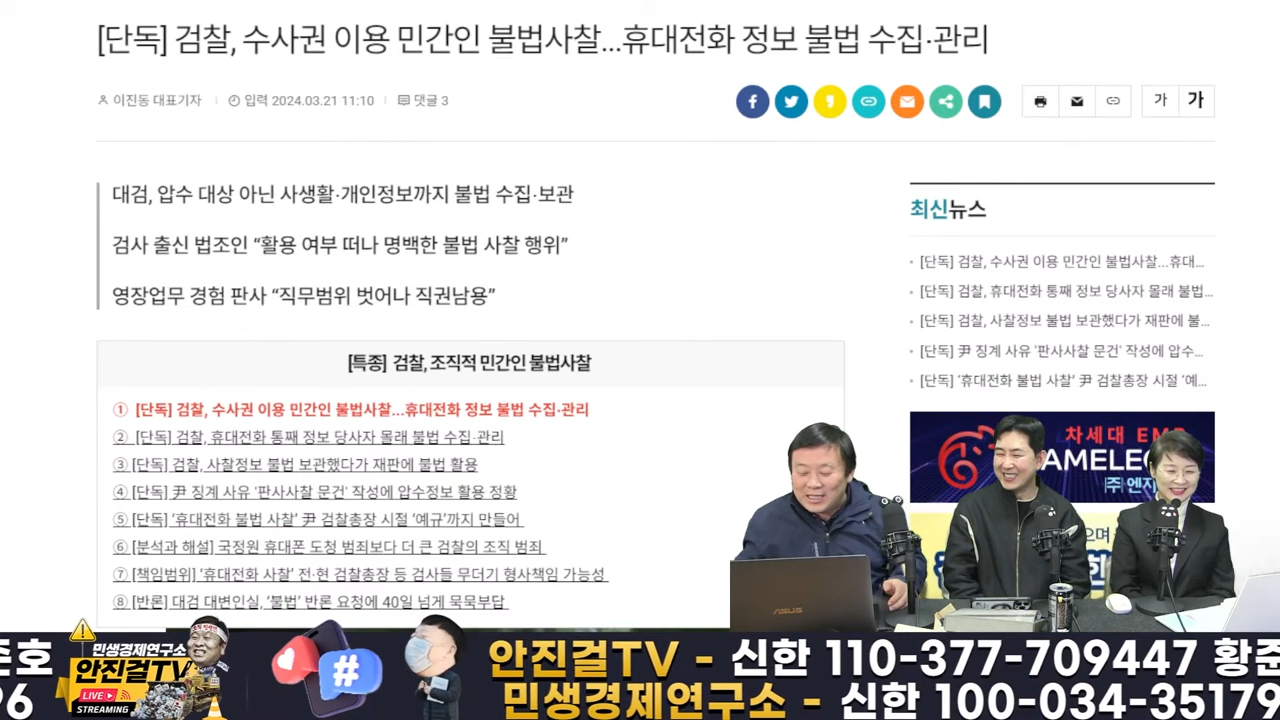 [단독] 검찰, 수사권 이용 민간인 불법사찰...휴대전화 정보 불법 수집·관리
이진동 대표기자 입력 2024.03.21 11:10 댓글 3
가 가
대검, 압수 대상 아닌 사생활·개인정보까지 불법 수집·보관
검사 출신 법조인 “활용 여부 떠나 명백한 불법 사찰 행위”
영장업무 경험 판사 “직무범위 벗어나 직권남용”
[특종] 검찰, 조직적 민간인 불법사찰
① [단독] 검찰, 수사권 이용 민간인 불법사찰...휴대전화 정보 불법 수집·관리
② [단독] 검찰, 휴대전화 통째 정보 당사자 몰래 불법 수집·관리
③ [단독] 검찰, 사찰정보 불법 보관했다가 재판에 불법 활용
④ [단독] 尹 징계 사유 '판사사찰 문건' 작성에 압수정보 활용 정황
⑤ [단독] ‘휴대전화 불법 사찰’ 尹 검찰총장 시절 ‘예규’까지 만들어
⑥ [분석과 해설] 국정원 휴대폰 도청 범죄보다 더 큰 검찰의 조직 범죄
⑦ [책임범위] ‘휴대전화 사찰’ 전·현 검찰총장 등 검사들 무더기 형사책임 가능성
⑧ [반론] 대검 대변인실, ‘불법’ 반론 요청에 40일 넘게 묵묵부답
최신뉴스
[단독] 검찰, 수사권 이용 민간인 불법사찰...휴대...
[단독] 검찰, 휴대전화 통째 정보 당사자 몰래 불법...
[단독] 검찰, 사찰정보 불법 보관했다가 재판에 불...
[단독] 尹 징계 사유 '판사사찰 문건' 작성에 압수...
[단독] ‘휴대전화 불법 사찰’ 尹 검찰총장 시절 ‘예...
차세대 EMP
AMELEO
㈜엔지
ASUS
민생경제연구소
안진걸TV
LIVE
STREAMING
#
준호 안진걸TV - 신한 110-377-709447 황준
96 민생경제연구소 - 신한 100-034-35179